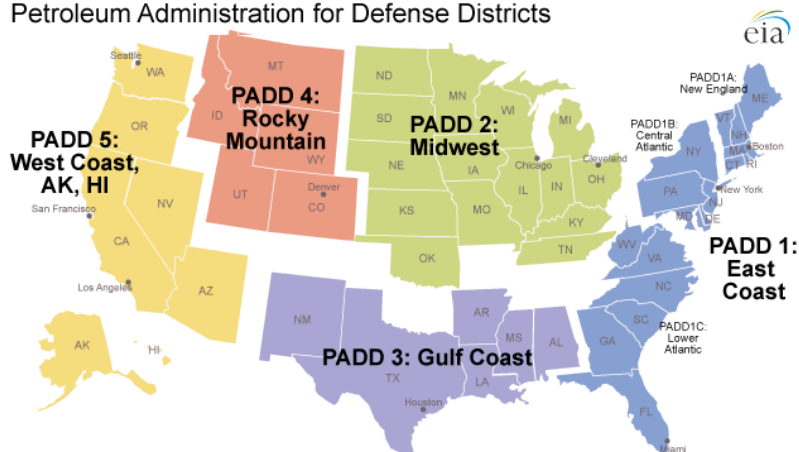 Petroleum Administration for Defense Districts
eia
Seattle
WA
OR
PADD 5:
West Coast,
AK, HI
San Francisco
NV
CA
Los Angeles
AZ
AK
HI
MT
PADD 4:
Rocky
Mountain
ID
WY
UT
Denver
CO
ND
MN
SD
WI
MI
PADD 2:
Midwest
NE
IA
Chicago
Cleveland
IL
IN
OH
KS
MO
KY
OK
TN
NM
AR
MS
AL
PADD 3: Gulf Coast
TX
LA
Houston
PADD1A:
New England
ME
VT
NH
MA
Boston
CT
RI
PADD1B:
Central
Atlantic
NY
PA
New York
NJ
MD
DE
WV
VA
PADD 1:
East
Coast
NC
SC
PADD1C:
Lower
Atlantic
GA
FL
Miami